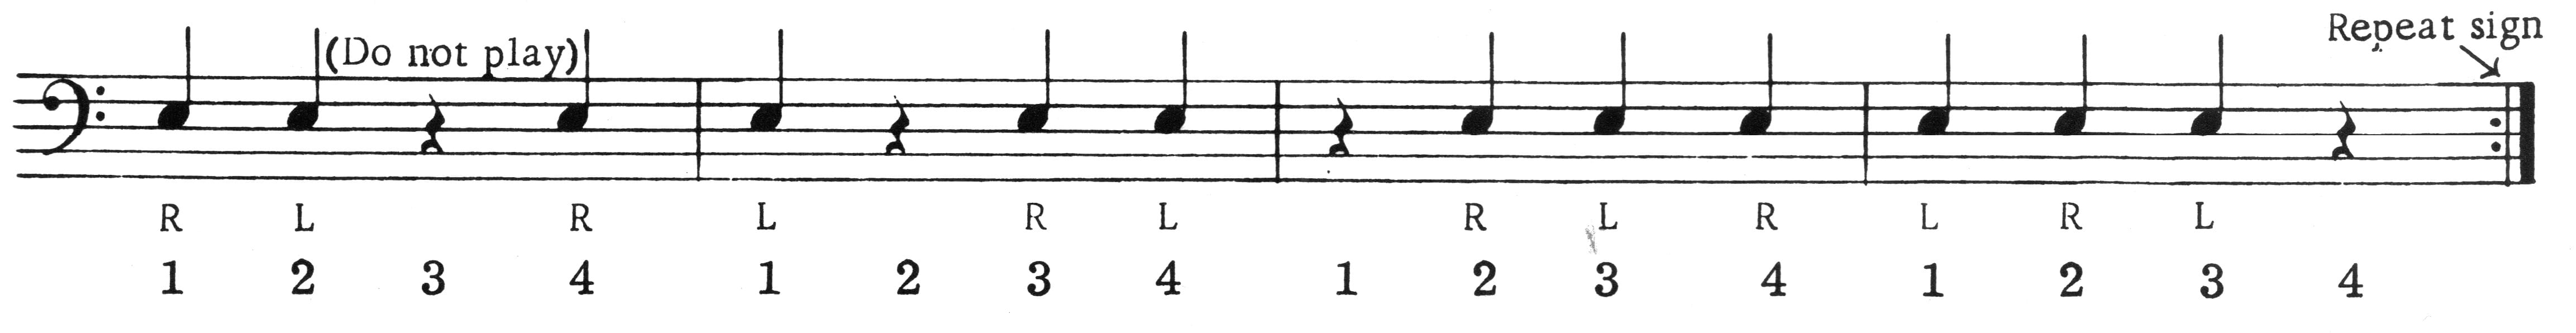 Repeat sign
(Do not play)
R L R L R L R L R L R L
1 2 3 4 1 2 3 4 1 2 3 4 1 2 3 4